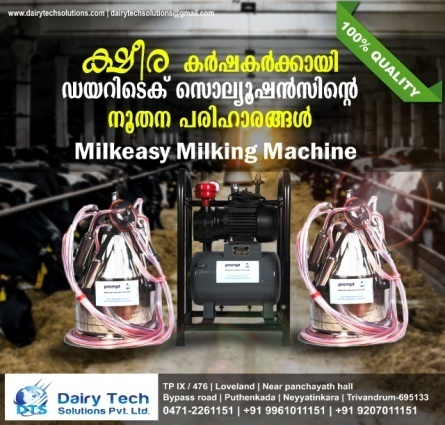 www.dairytechsolutions.com | dairytechsolutions@gmail.com
100% QUALITY
ക്ഷീര കർഷകർക്കായി
ഡയറിടെക് സൊല്യൂഷൻസിന്റെ
നൂതന പരിഹാരങ്ങൾ
Milkeasy Milking Machine
prompt
prompt
prompt
DTS
Dairy Tech
Solutions Pvt. Ltd.
TP IX / 476 | Loveland | Near panchayath hall
Bypass road | Puthenkada | Neyyatinkara | Trivandrum-695133
0471-2261151 | +91 9961011151 | +91 9207011151